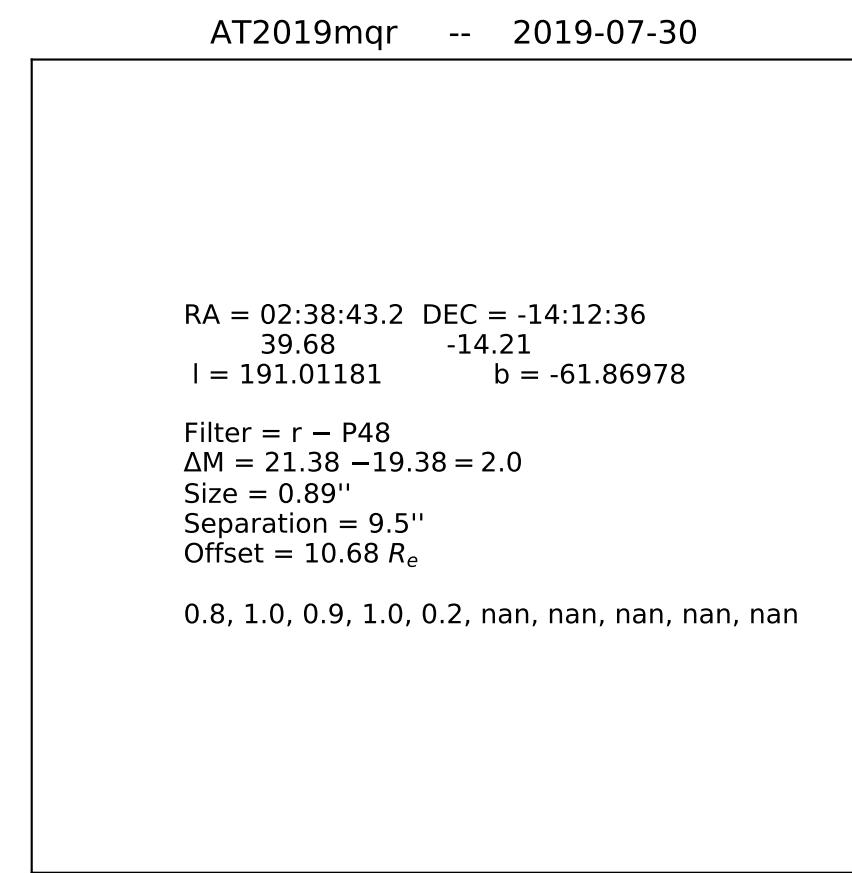 AT2019mqr -- 2019-07-30
RA = 02:38:43.2 DEC = -14:12:36
39.68 -14.21
l = 191.01181 b = -61.86978
Filter = r − P48
ΔM = 21.38 −19.38 = 2.0
Size = 0.89''
Separation = 9.5''
Offset = 10.68 Rₑ
0.8, 1.0, 0.9, 1.0, 0.2, nan, nan, nan, nan, nan